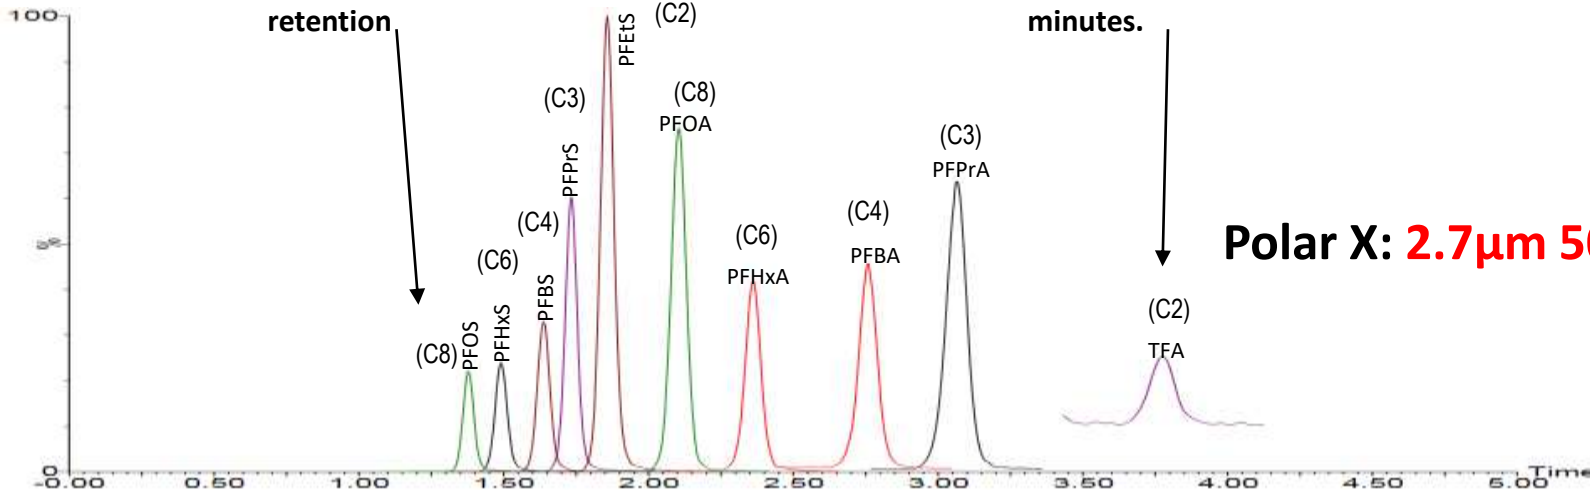 100
retention
(C2)
minutes.
PFEtS
(C3)
(C8)
PFOA
(C3)
PFPrA
PFPrS
(C4)
(C6)
(C4)
PFBA
Polar X: 2.7µm 50
%
(C6)
PFHxA
PFBS
PFHxS
(C8)
PFOS
(C2)
TFA
0
-0.00 0.50 1.00 1.50 2.00 2.50 3.00 3.50 4.00 4.50 5.00 Time